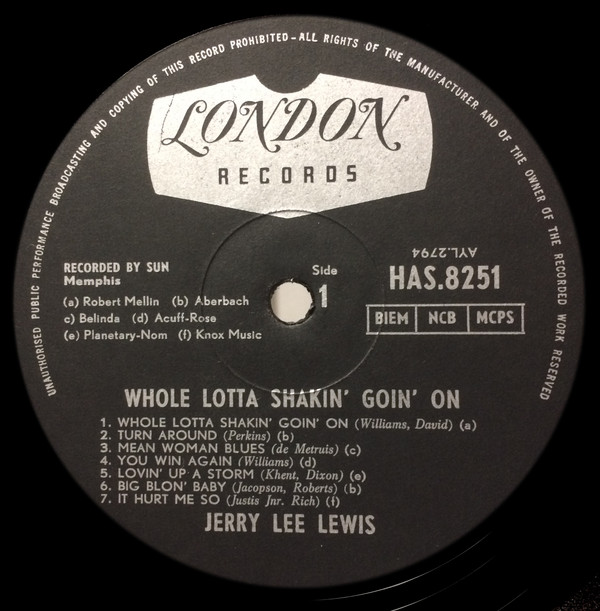 UNAUTHORISED PUBLIC PERFORMANCE BROADCASTING AND COPYING OF THIS RECORD PROHIBITED – ALL RIGHTS OF THE MANUFACTURER AND OF THE OWNER OF THE RECORDED WORK RESERVED
LONDON
RECORDS
RECORDED BY SUN
Memphis
(a) Robert Mellin (b) Aberbach
c) Belinda (d) Acuff-Rose
(e) Planetary-Nom (f) Knox Music
Side
1
AYL.2794
HAS.8251
BIEM NCB MCPS
WHOLE LOTTA SHAKIN' GOIN' ON
1. WHOLE LOTTA SHAKIN' GOIN' ON (Williams, David) (a)
2. TURN AROUND (Perkins) (b)
3. MEAN WOMAN BLUES (de Metruis) (c)
4. YOU WIN AGAIN (Williams) (d)
5. LOVIN' UP A STORM (Khent, Dixon) (e)
6. BIG BLON' BABY (Jacopson, Roberts) (b)
7. IT HURT ME SO (Justis Jnr. Rich) (f)
JERRY LEE LEWIS